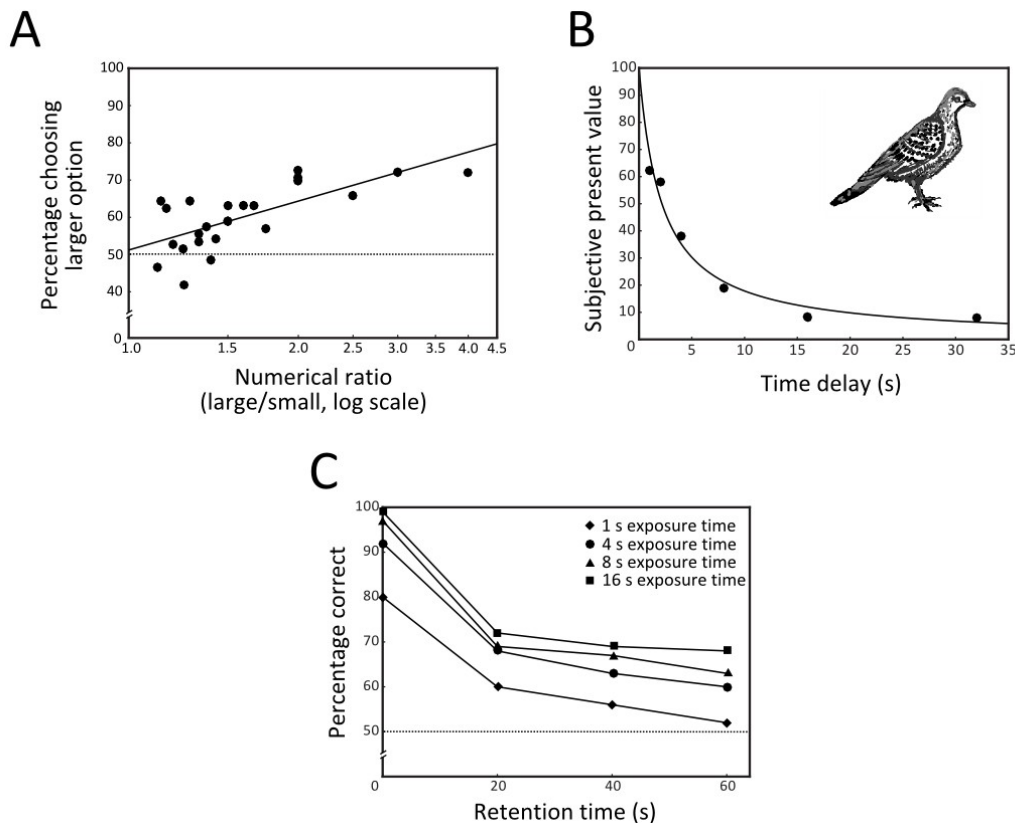 A
100
90
80
70
60
50
40
0
1.0 1.5 2.0 2.5 3.0 3.5 4.0 4.5
Percentage choosing
larger option
Numerical ratio
(large/small, log scale)
B
100
90
80
70
60
50
40
30
20
10
0
5 10 15 20 25 30 35
Subjective present value
Time delay (s)
C
100
90
80
70
60
50
0 20 40 60
Percentage correct
Retention time (s)
1 s exposure time
4 s exposure time
8 s exposure time
16 s exposure time